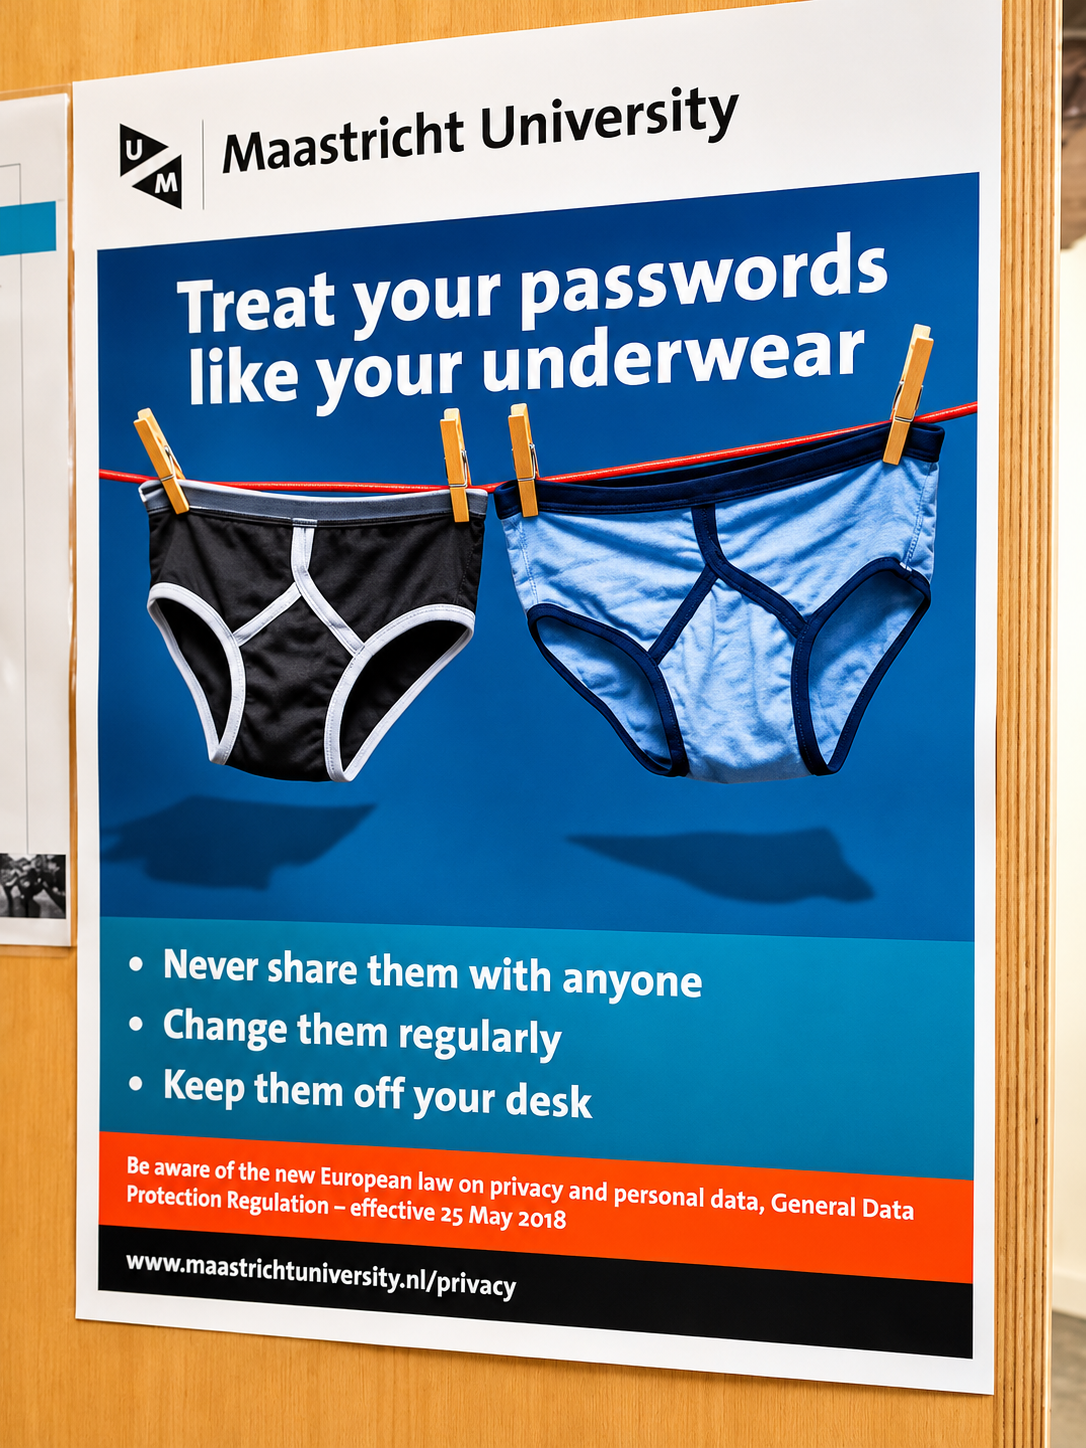 UM
Maastricht University
Treat your passwords
like your underwear
• Never share them with anyone
• Change them regularly
• Keep them off your desk
Be aware of the new European law on privacy and personal data, General Data
Protection Regulation – effective 25 May 2018
www.maastrichtuniversity.nl/privacy